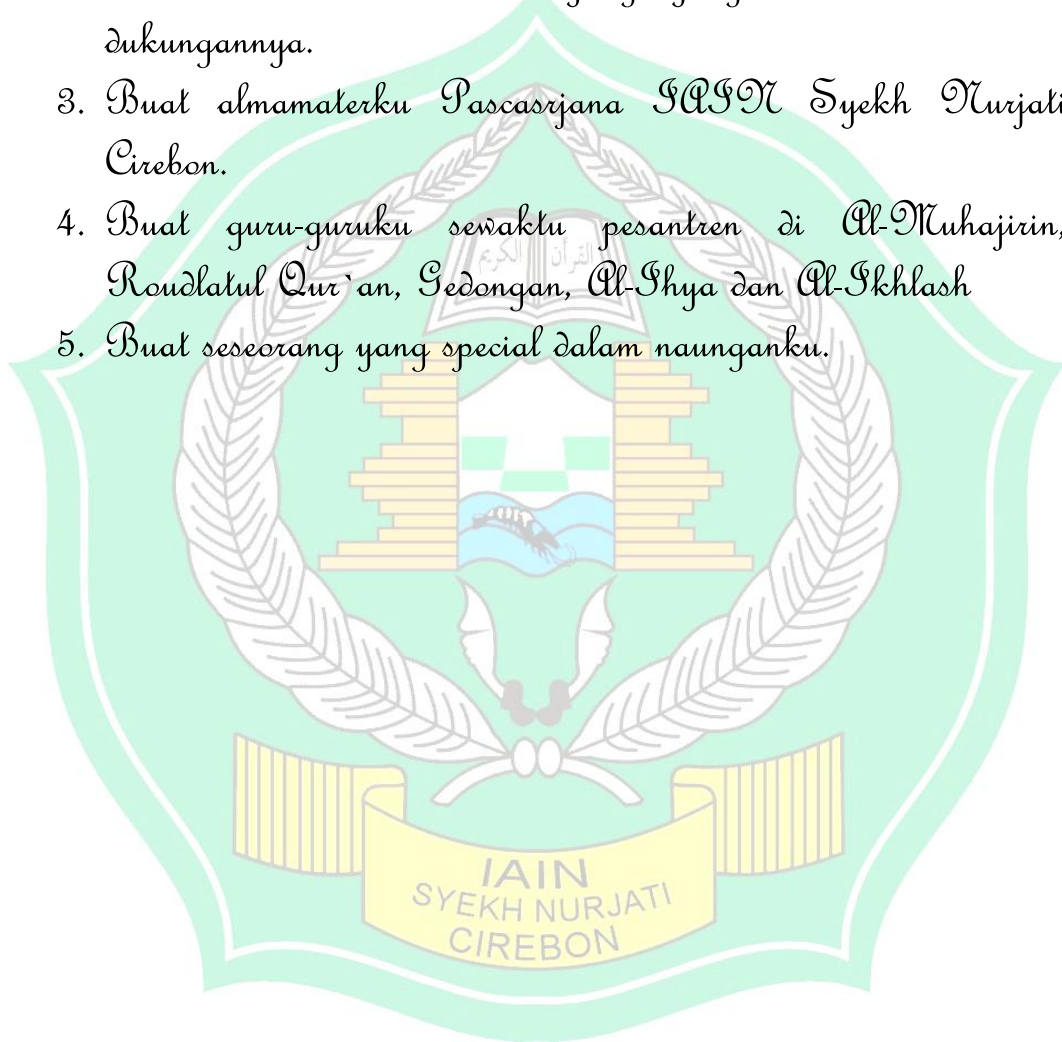 dukungannya.
3. Buat almamaterku Pascasrjana IAIN Syekh Nurjati
Cirebon.
4. Buat guru-guruku sewaktu pesantren di Al-Muhajirin,
Roudlatul Qur`an, Gedongan, Al-Ihya dan Al-Ikhlash
5. Buat seseorang yang special dalam naunganku.
القرآن الكريم
IAIN
SYEKH NURJATI
CIREBON